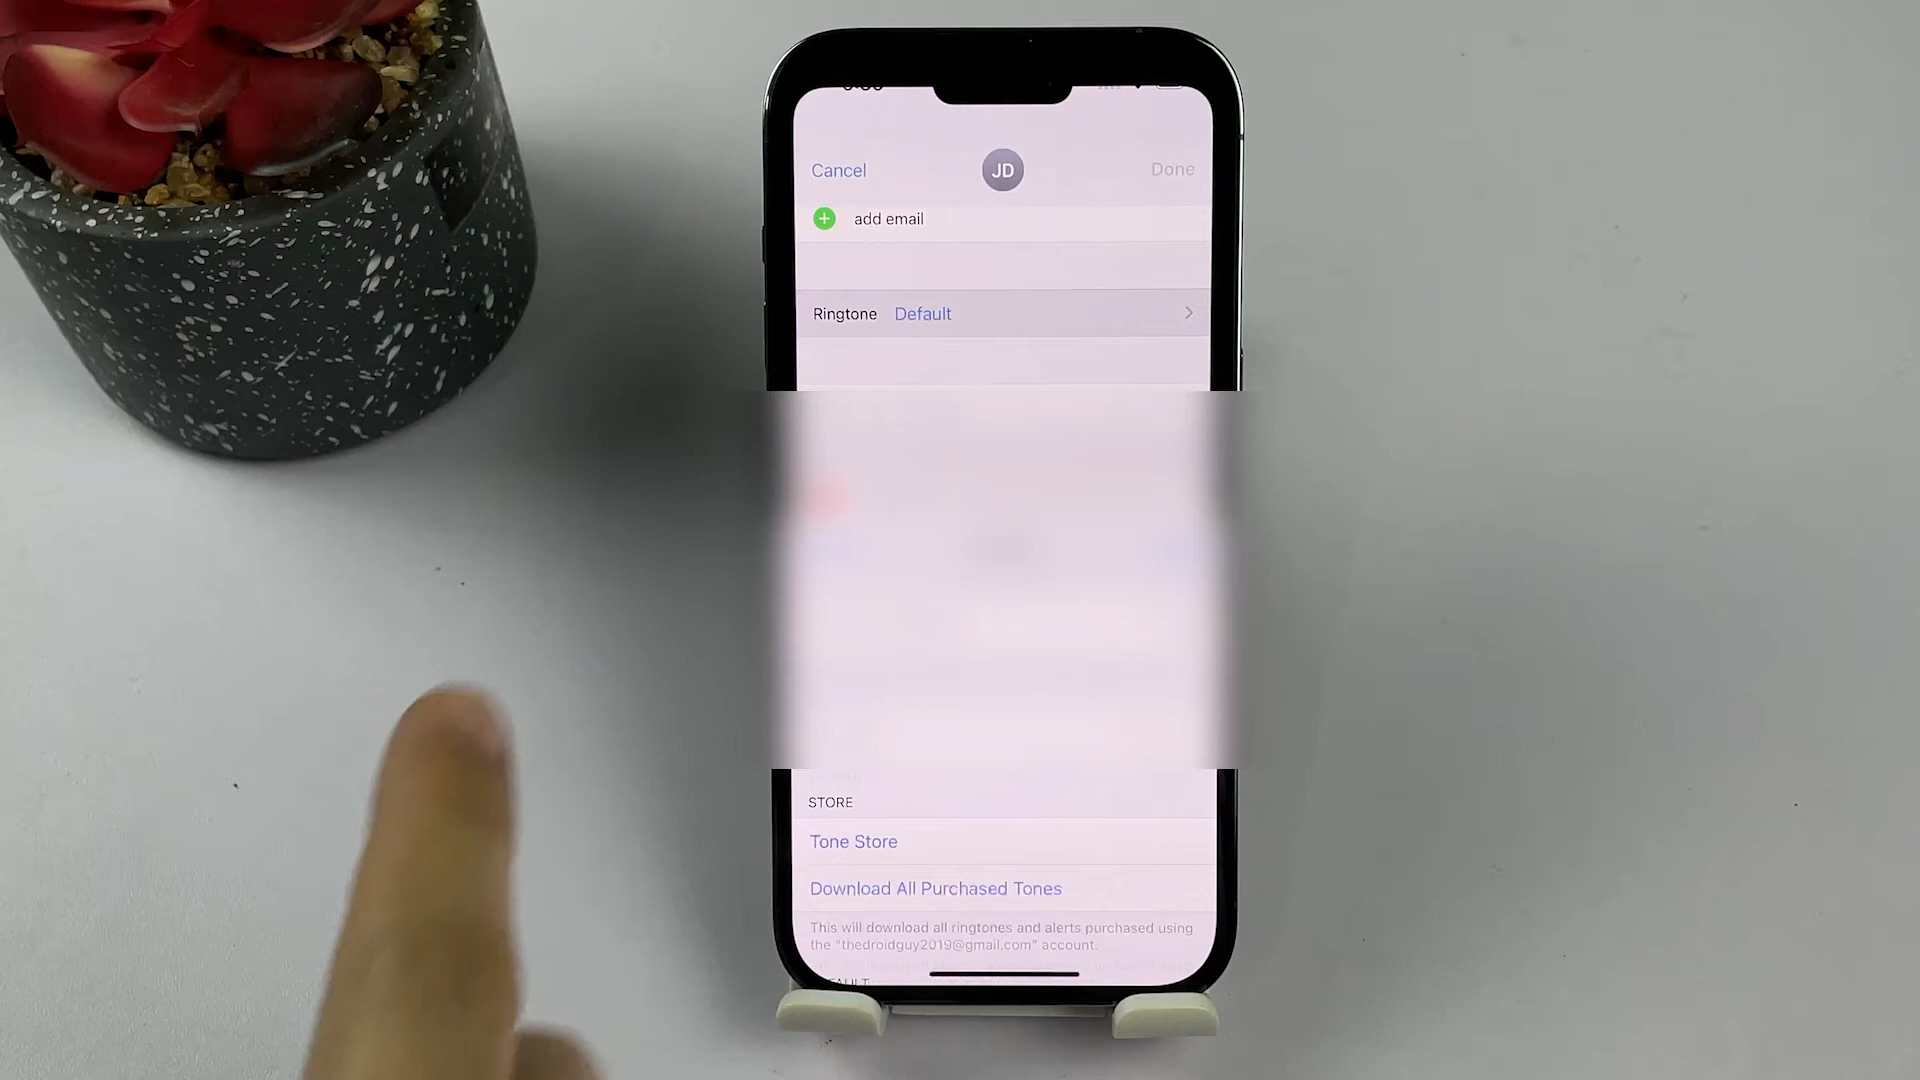 Cancel JD Done
add email
Ringtone Default
STORE
Tone Store
Download All Purchased Tones
This will download all ringtones and alerts purchased using
the "thedroidguy2019@gmail.com" account.